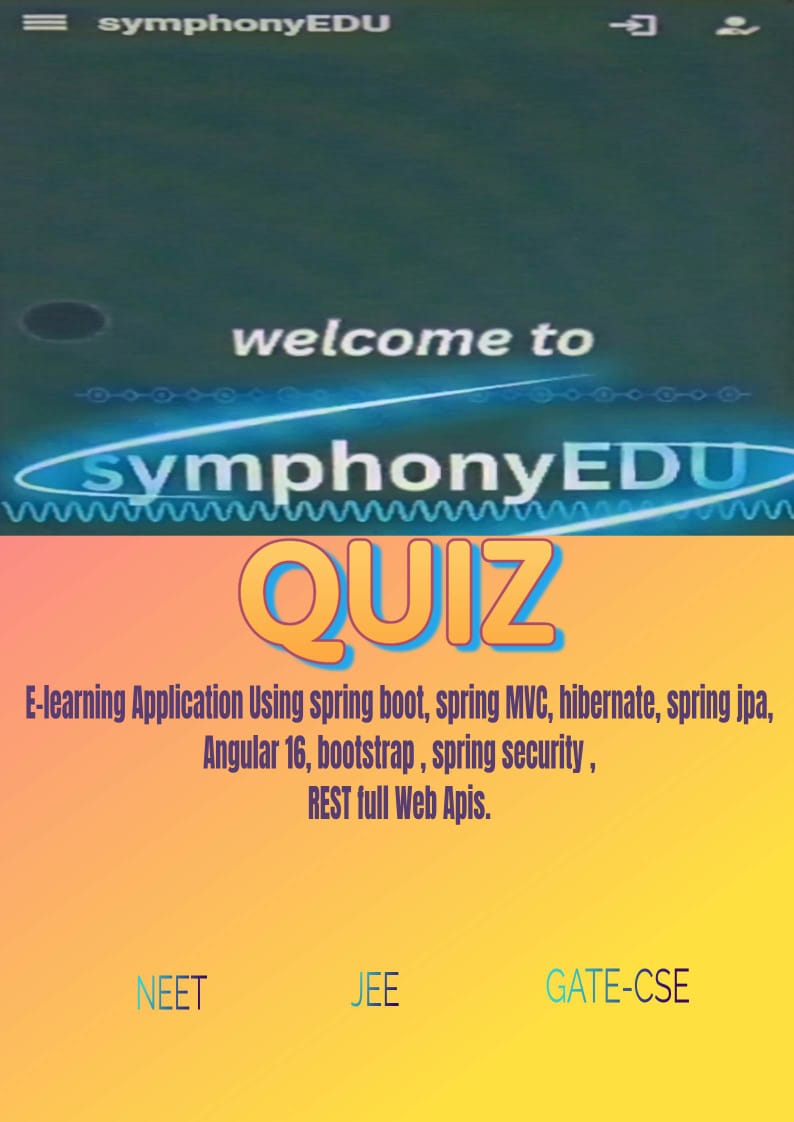 symphonyEDU
welcome to
symphonyEDU
QUIZ
E-learning Application Using spring boot, spring MVC, hibernate, spring jpa,
Angular 16, bootstrap , spring security ,
REST full Web Apis.
NEET JEE GATE-CSE